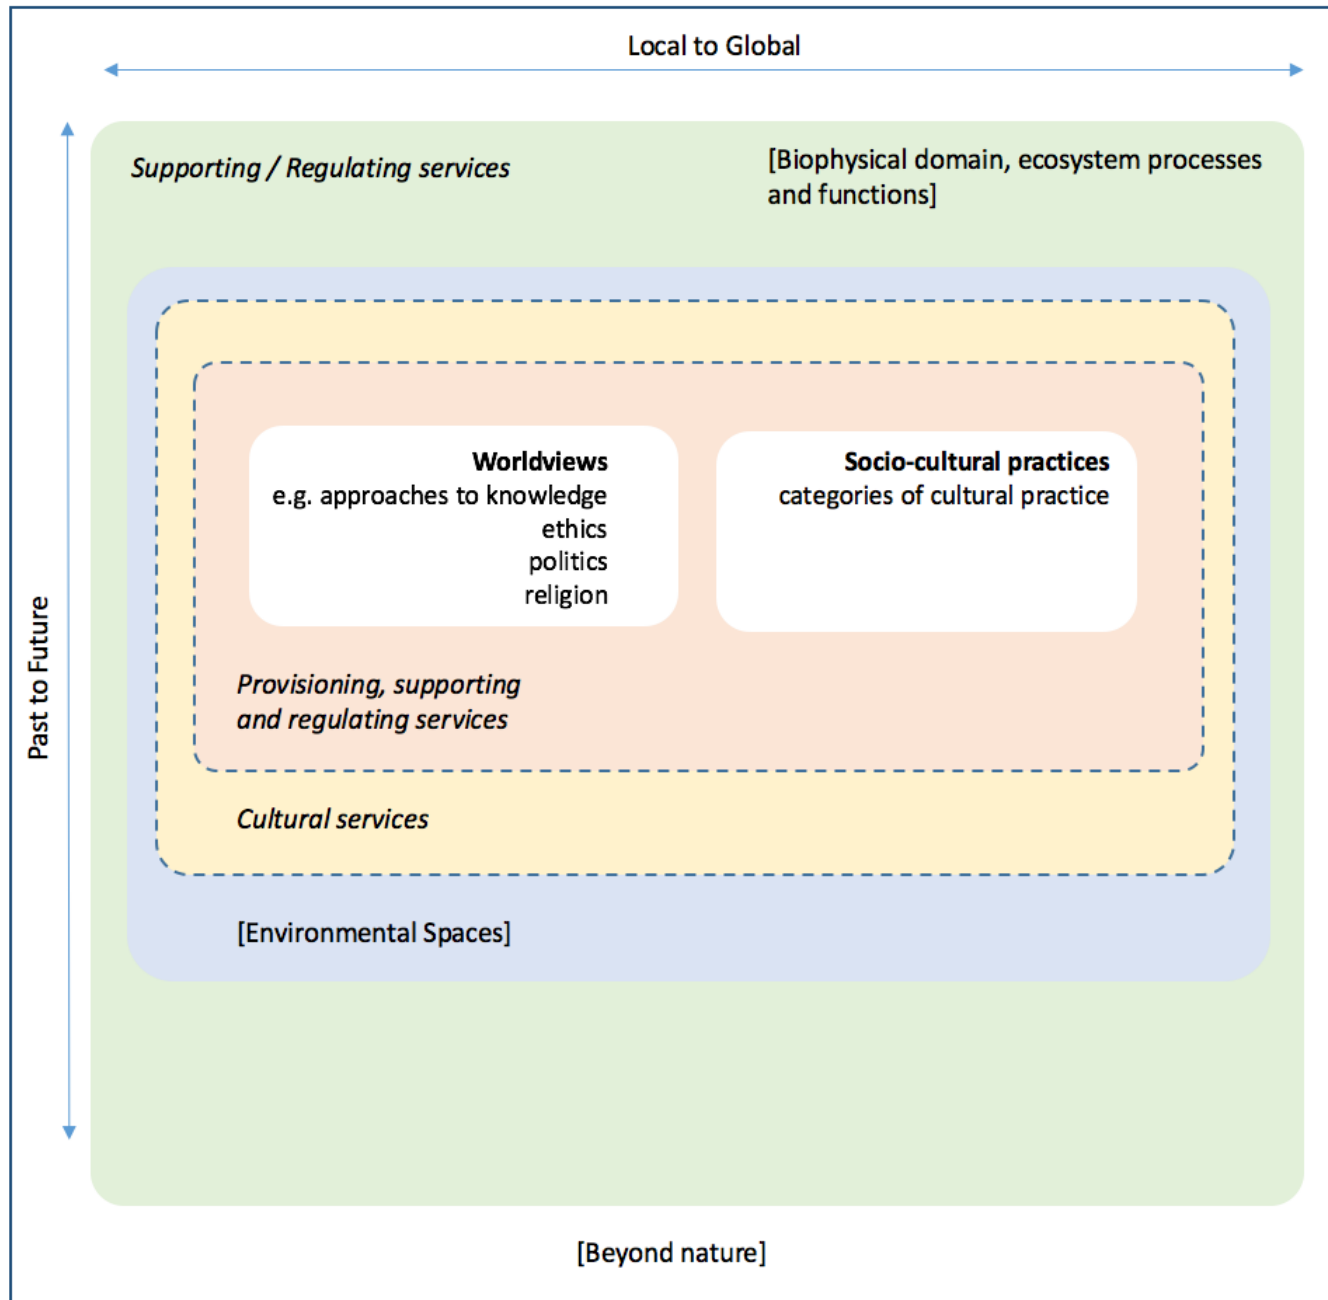 Local to Global
Supporting / Regulating services
[Biophysical domain, ecosystem processes
and functions]
Worldviews
e.g. approaches to knowledge
ethics
politics
religion
Socio-cultural practices
categories of cultural practice
Past to Future
Provisioning, supporting
and regulating services
Cultural services
[Environmental Spaces]
[Beyond nature]